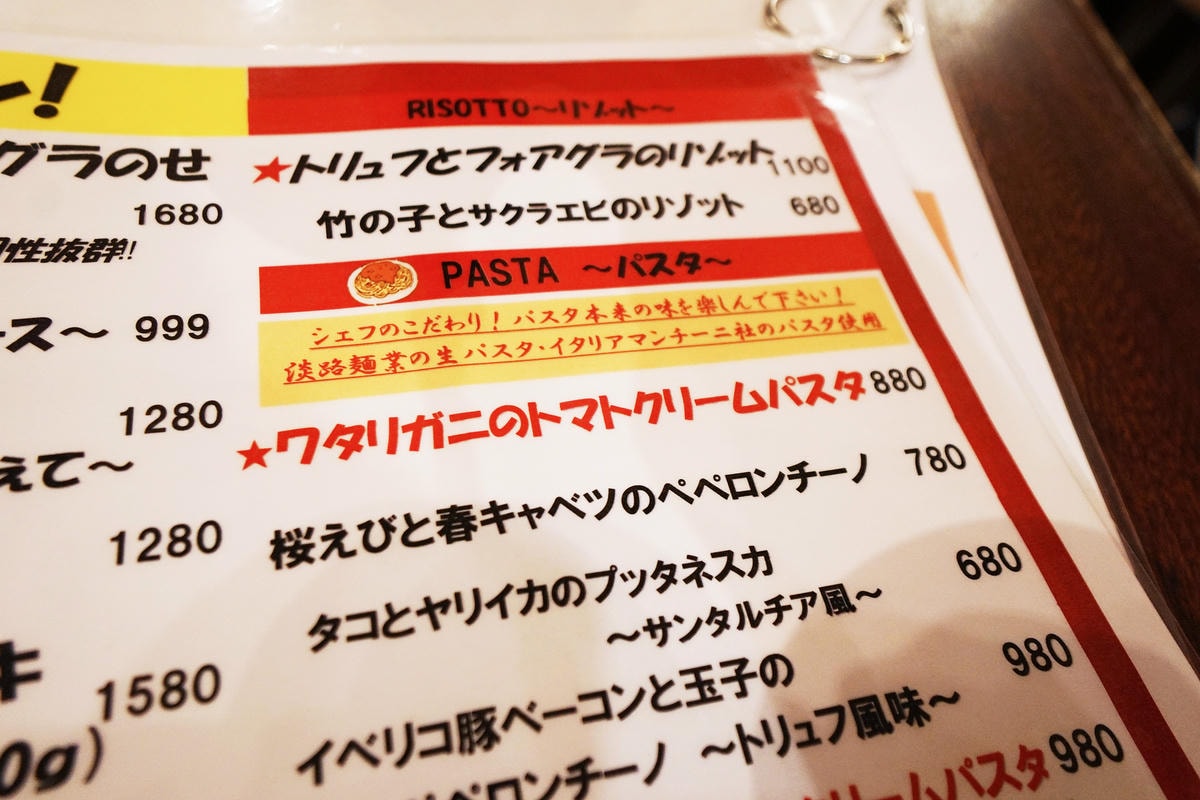 ！
グラのせ
1680
性抜群!!
ース～ 999
1280
えて～
1280
キ
1580
0g）
RISOTTO～リゾット～
★トリュフとフォアグラのリゾット 1100
竹の子とサクラエビのリゾット 680
PASTA ～パスタ～
シェフのこだわり！パスタ本来の味を楽しんで下さい！
淡路麺業の生パスタ・イタリアマンチーニ社のパスタ使用
★ワタリガニのトマトクリームパスタ 880
桜えびと春キャベツのペペロンチーノ 780
タコとヤリイカのプッタネスカ 680
～サンタルチア風～
イベリコ豚ベーコンと玉子の 980
ペロンチーノ ～トリュフ風味～
リームパスタ 980